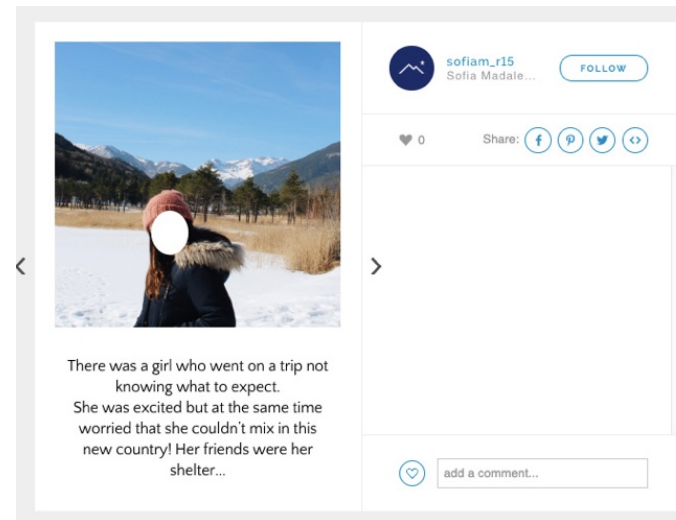 There was a girl who went on a trip not
knowing what to expect.
She was excited but at the same time
worried that she couldn't mix in this
new country! Her friends were her
shelter...
sofiam_r15
Sofia Madale...
FOLLOW
0
Share:
add a comment...